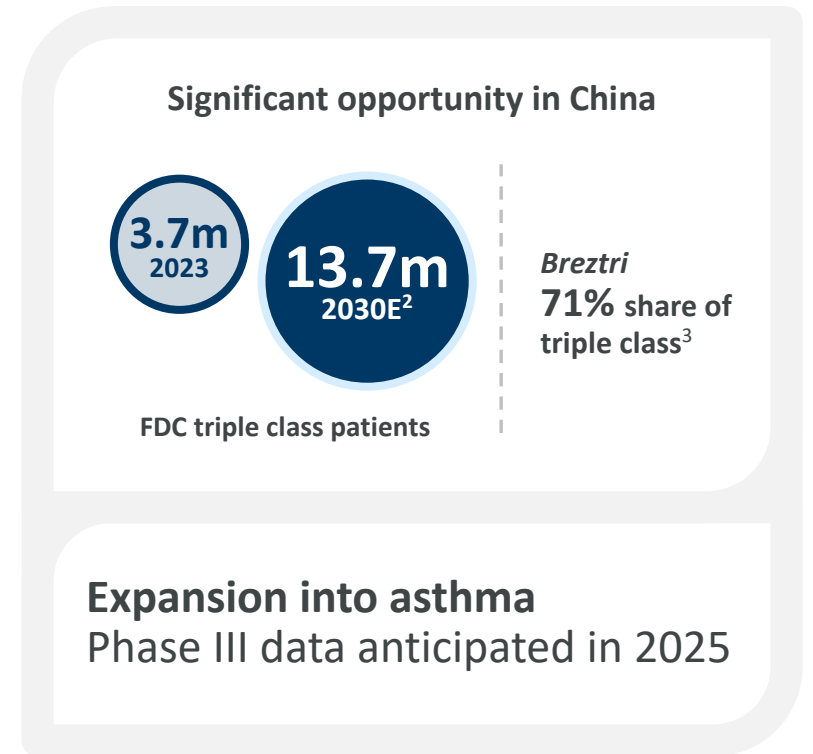 Significant opportunity in China
3.7m
2023
13.7m
2030E²
FDC triple class patients
Breztri
71% share of
triple class³
Expansion into asthma
Phase III data anticipated in 2025